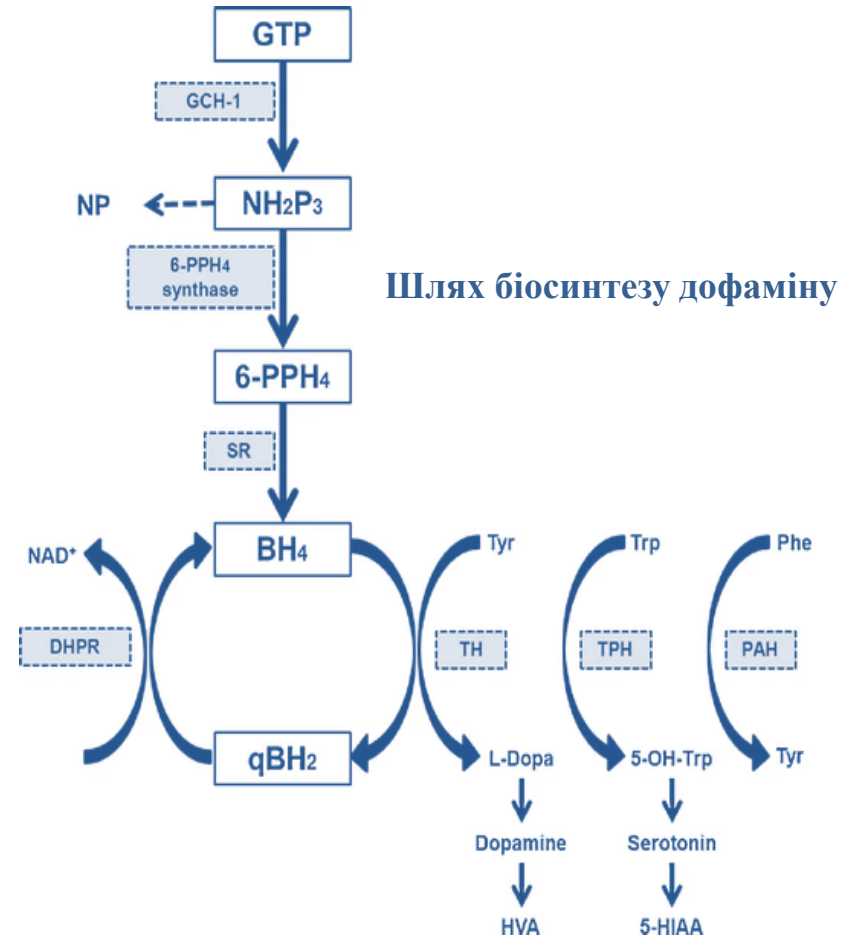 GTP
GCH-1
NP
NH₂P₃
6-PPH4
synthase
Шлях біосинтезу дофаміну
6-PPH₄
SR
NAD⁺
BH₄
Tyr
Trp
Phe
DHPR
TH
TPH
PAH
qBH₂
L-Dopa
5-OH-Trp
Tyr
Dopamine
Serotonin
HVA
5-HIAA